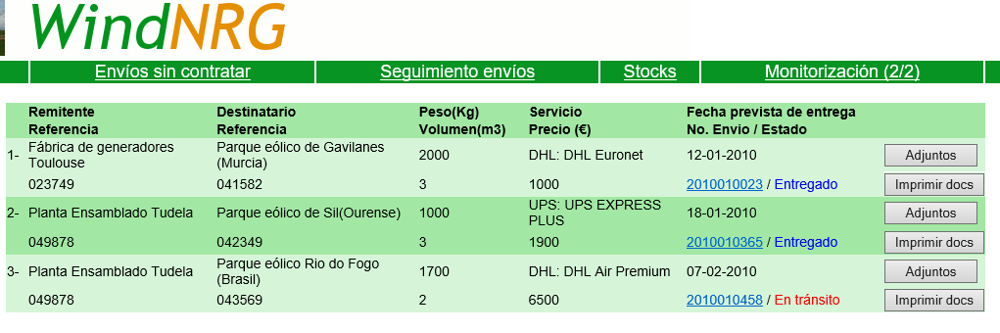 WindNRG
Envíos sin contratar Seguimiento envíos Stocks Monitorización (2/2)
Remitente Destinatario Peso(Kg) Servicio Fecha prevista de entrega
Referencia Referencia Volumen(m3) Precio (€) No. Envio / Estado
1- Fábrica de generadores Toulouse Parque eólico de Gavilanes (Murcia) 2000 DHL: DHL Euronet 12-01-2010 Adjuntos
023749 041582 3 1000 2010010023 / Entregado Imprimir docs
2- Planta Ensamblado Tudela Parque eólico de Sil(Ourense) 1000 UPS: UPS EXPRESS PLUS 18-01-2010 Adjuntos
049878 042349 3 1900 2010010365 / Entregado Imprimir docs
3- Planta Ensamblado Tudela Parque eólico Rio do Fogo (Brasil) 1700 DHL: DHL Air Premium 07-02-2010 Adjuntos
049878 043569 2 6500 2010010458 / En tránsito Imprimir docs